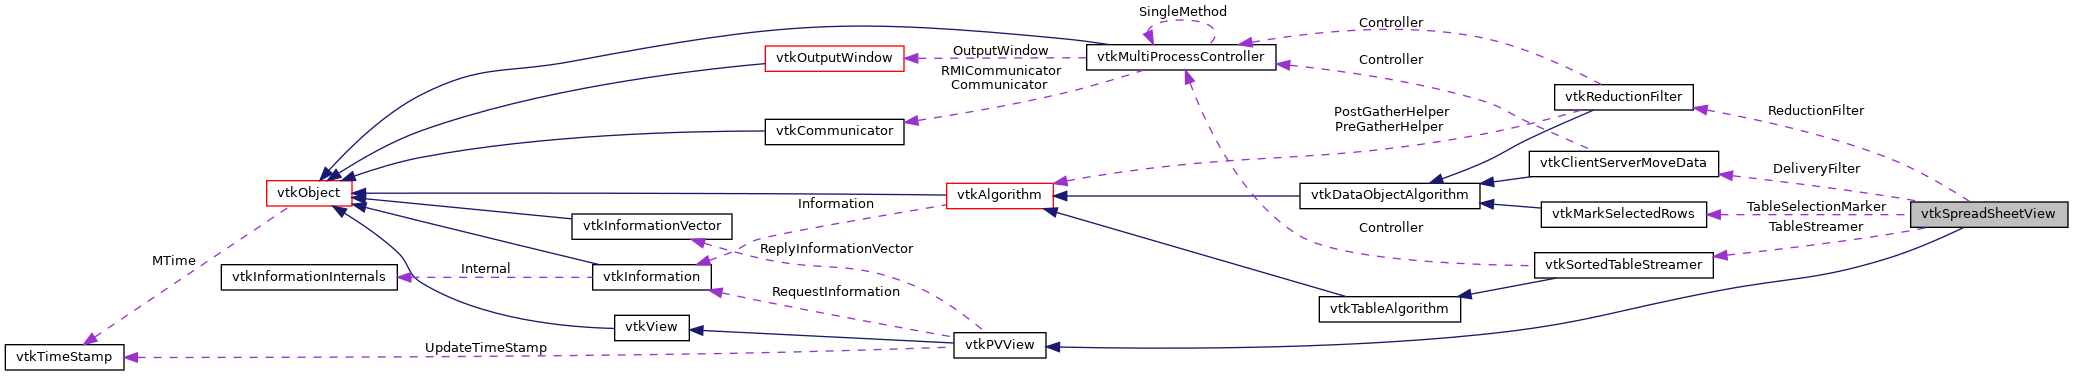 SingleMethod
Controller
OutputWindow
vtkOutputWindow
vtkMultiProcessController
Controller
RMICommunicator
Communicator
vtkReductionFilter
PostGatherHelper
PreGatherHelper
ReductionFilter
vtkCommunicator
vtkClientServerMoveData
DeliveryFilter
vtkObject
vtkAlgorithm
vtkDataObjectAlgorithm
Information
vtkMarkSelectedRows
TableSelectionMarker
vtkSpreadSheetView
vtkInformationVector
Controller
TableStreamer
MTime
ReplyInformationVector
vtkSortedTableStreamer
vtkInformationInternals
Internal
vtkInformation
RequestInformation
vtkTableAlgorithm
vtkView
vtkPVView
UpdateTimeStamp
vtkTimeStamp